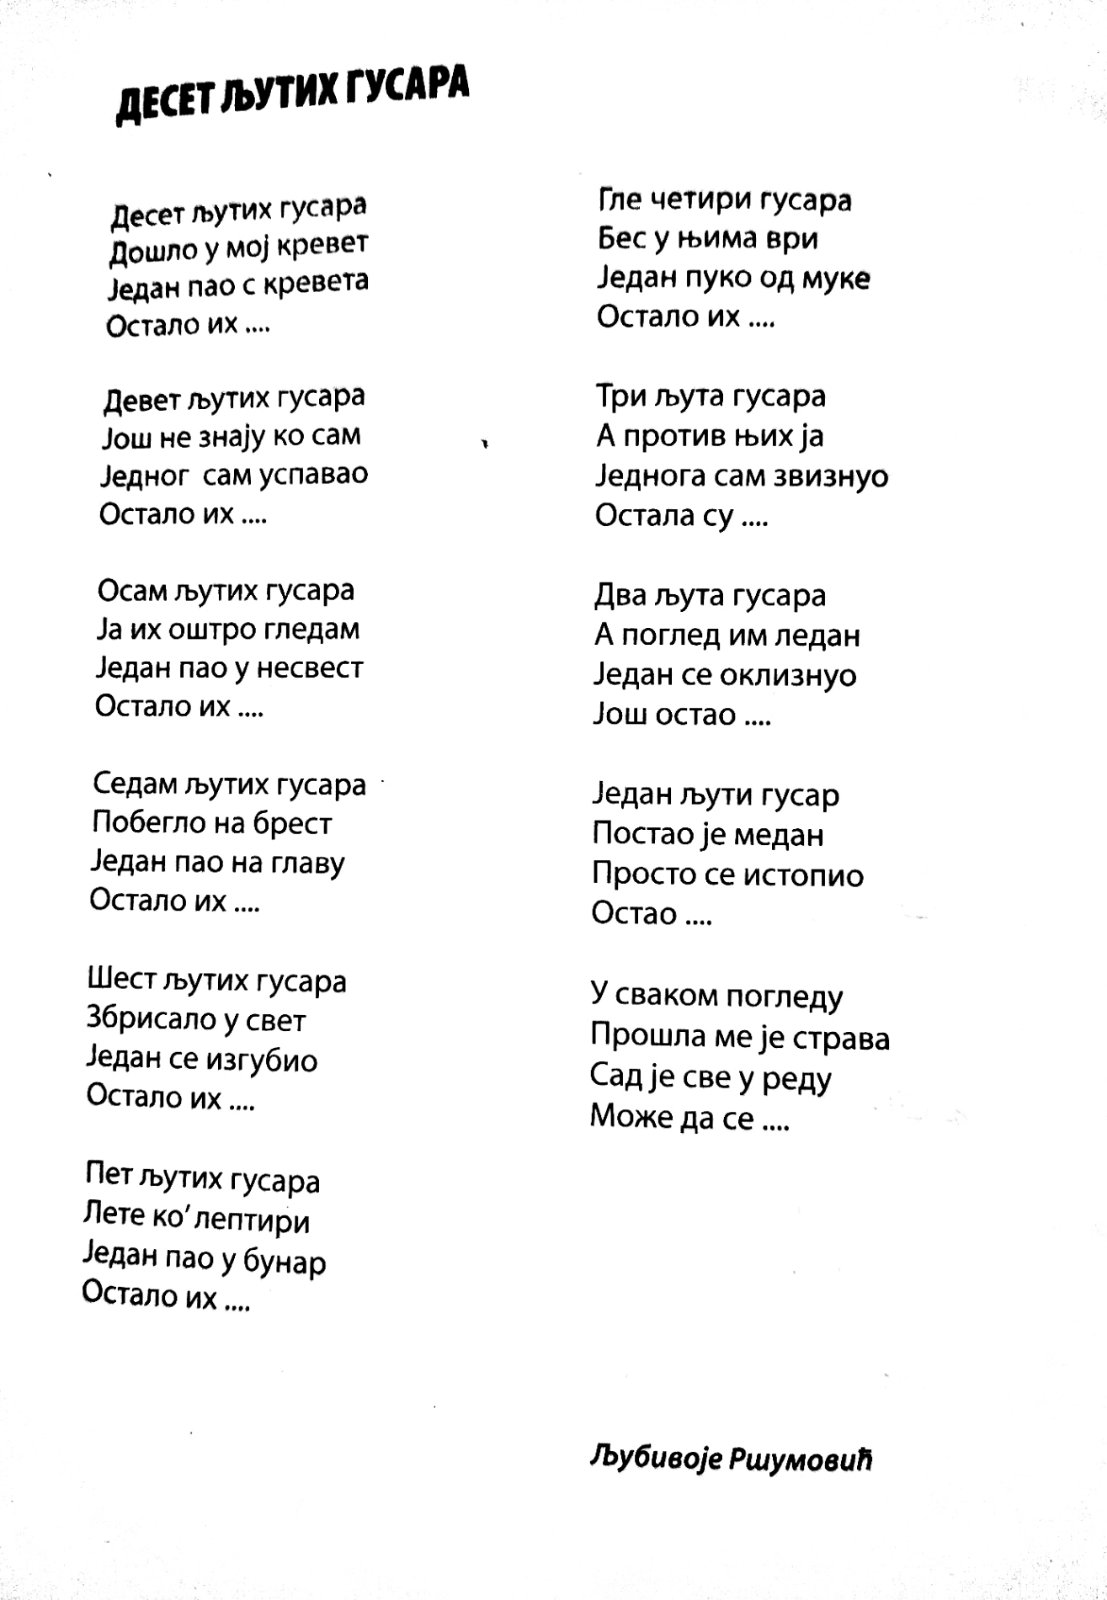 ДЕСЕТ ЉУТИХ ГУСАРА
Десет љутих гусара
Дошло у мој кревет
Један пао с кревета
Остало их ....
Девет љутих гусара
Још не знају ко сам
Једног сам успавао
Остало их ....
Осам љутих гусара
Ја их оштро гледам
Један пао у несвест
Остало их ....
Седам љутих гусара
Побегло на брест
Један пао на главу
Остало их ....
Шест љутих гусара
Збрисало у свет
Један се изгубио
Остало их ....
Пет љутих гусара
Лете ко' лептири
Један пао у бунар
Остало их ....
Гле четири гусара
Бес у њима ври
Један пуко од муке
Остало их ....
Три љута гусара
А против њих ја
Једнога сам звизнуо
Остала су ....
Два љута гусара
А поглед им ледан
Један се оклизнуо
Још остао ....
Један љути гусар
Постао је медан
Просто се истопио
Остао ....
У сваком погледу
Прошла ме је страва
Сад је све у реду
Може да се ....
Љубивоје Ршумовић